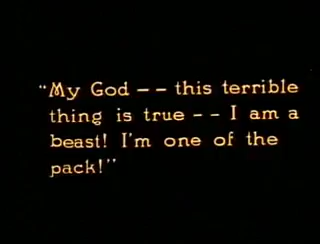 “My God -- this terrible
thing is true -- I am a
beast! I'm one of the
pack!”